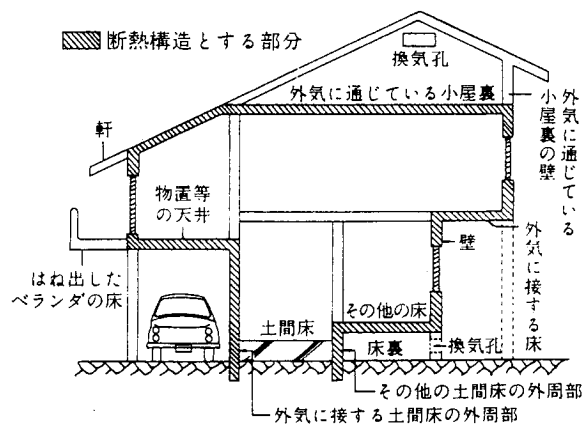 断熱構造とする部分
換気孔
外気に通じている小屋裏
外気に通じている
小屋裏の壁
軒
物置等
の天井
はね出した
ベランダの床
壁
外気に接する床
その他の床
土間床
床裏
換気孔
その他の土間床の外周部
外気に接する土間床の外周部